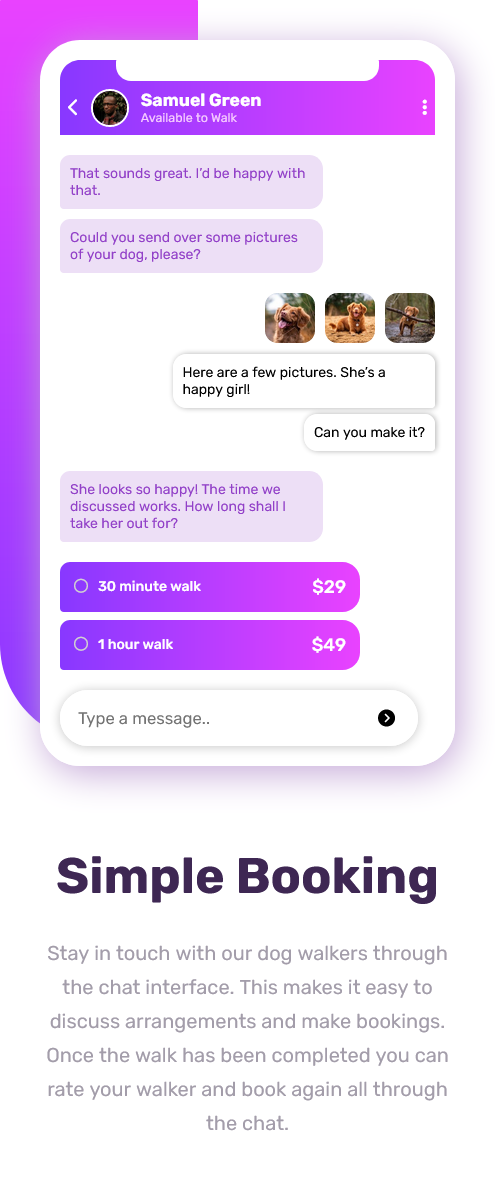 Samuel Green
Available to Walk
That sounds great. I’d be happy with
that.
Could you send over some pictures
of your dog, please?
Here are a few pictures. She’s a
happy girl!
Can you make it?
She looks so happy! The time we
discussed works. How long shall I
take her out for?
30 minute walk $29
1 hour walk $49
Type a message..
Simple Booking
Stay in touch with our dog walkers through
the chat interface. This makes it easy to
discuss arrangements and make bookings.
Once the walk has been completed you can
rate your walker and book again all through
the chat.